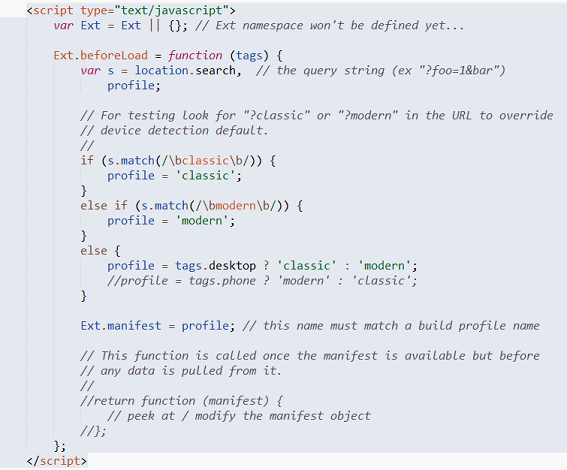 <script type="text/javascript">
    var Ext = Ext || {}; // Ext namespace won't be defined yet...

    Ext.beforeLoad = function (tags) {
        var s = location.search,  // the query string (ex "?foo=1&bar")
            profile;

        // For testing look for "?classic" or "?modern" in the URL to override
        // device detection default.
        //
        if (s.match(/\bclassic\b/)) {
            profile = 'classic';
        }
        else if (s.match(/\bmodern\b/)) {
            profile = 'modern';
        }
        else {
            profile = tags.desktop ? 'classic' : 'modern';
            //profile = tags.phone ? 'modern' : 'classic';
        }

        Ext.manifest = profile; // this name must match a build profile name

        // This function is called once the manifest is available but before
        // any data is pulled from it.
        //
        //return function (manifest) {
            // peek at / modify the manifest object
        //};
    };
</script>